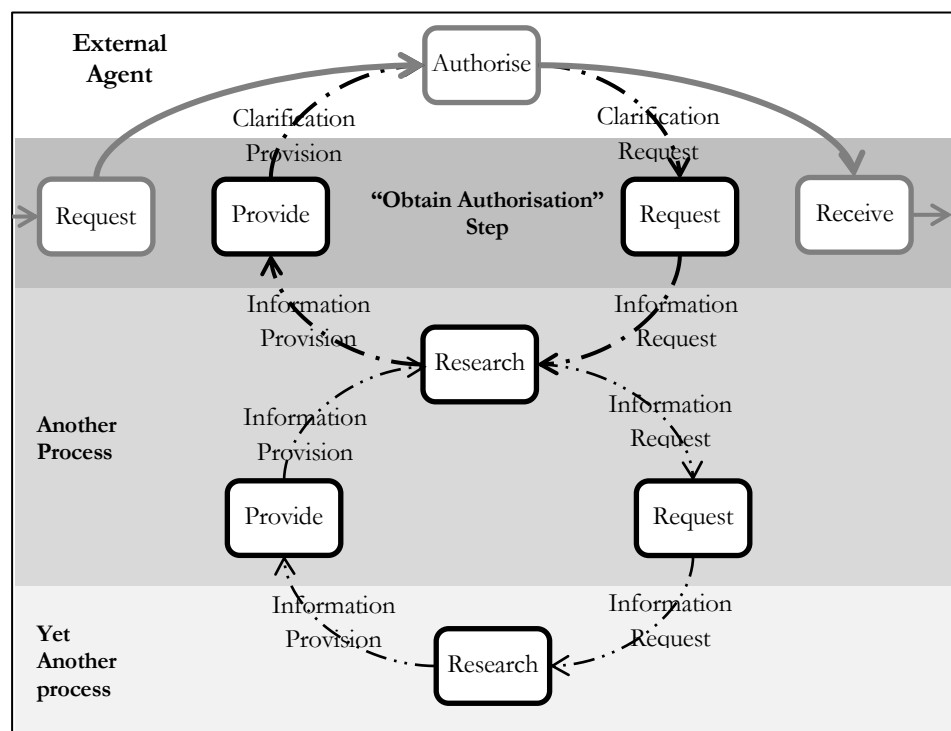 External
Agent
Authorise
Clarification
Provision
Clarification
Request
Request
Provide
“Obtain Authorisation”
Step
Request
Receive
Information
Provision
Information
Request
Research
Another
Process
Information
Provision
Information
Request
Provide
Request
Yet
Another
process
Information
Provision
Information
Request
Research